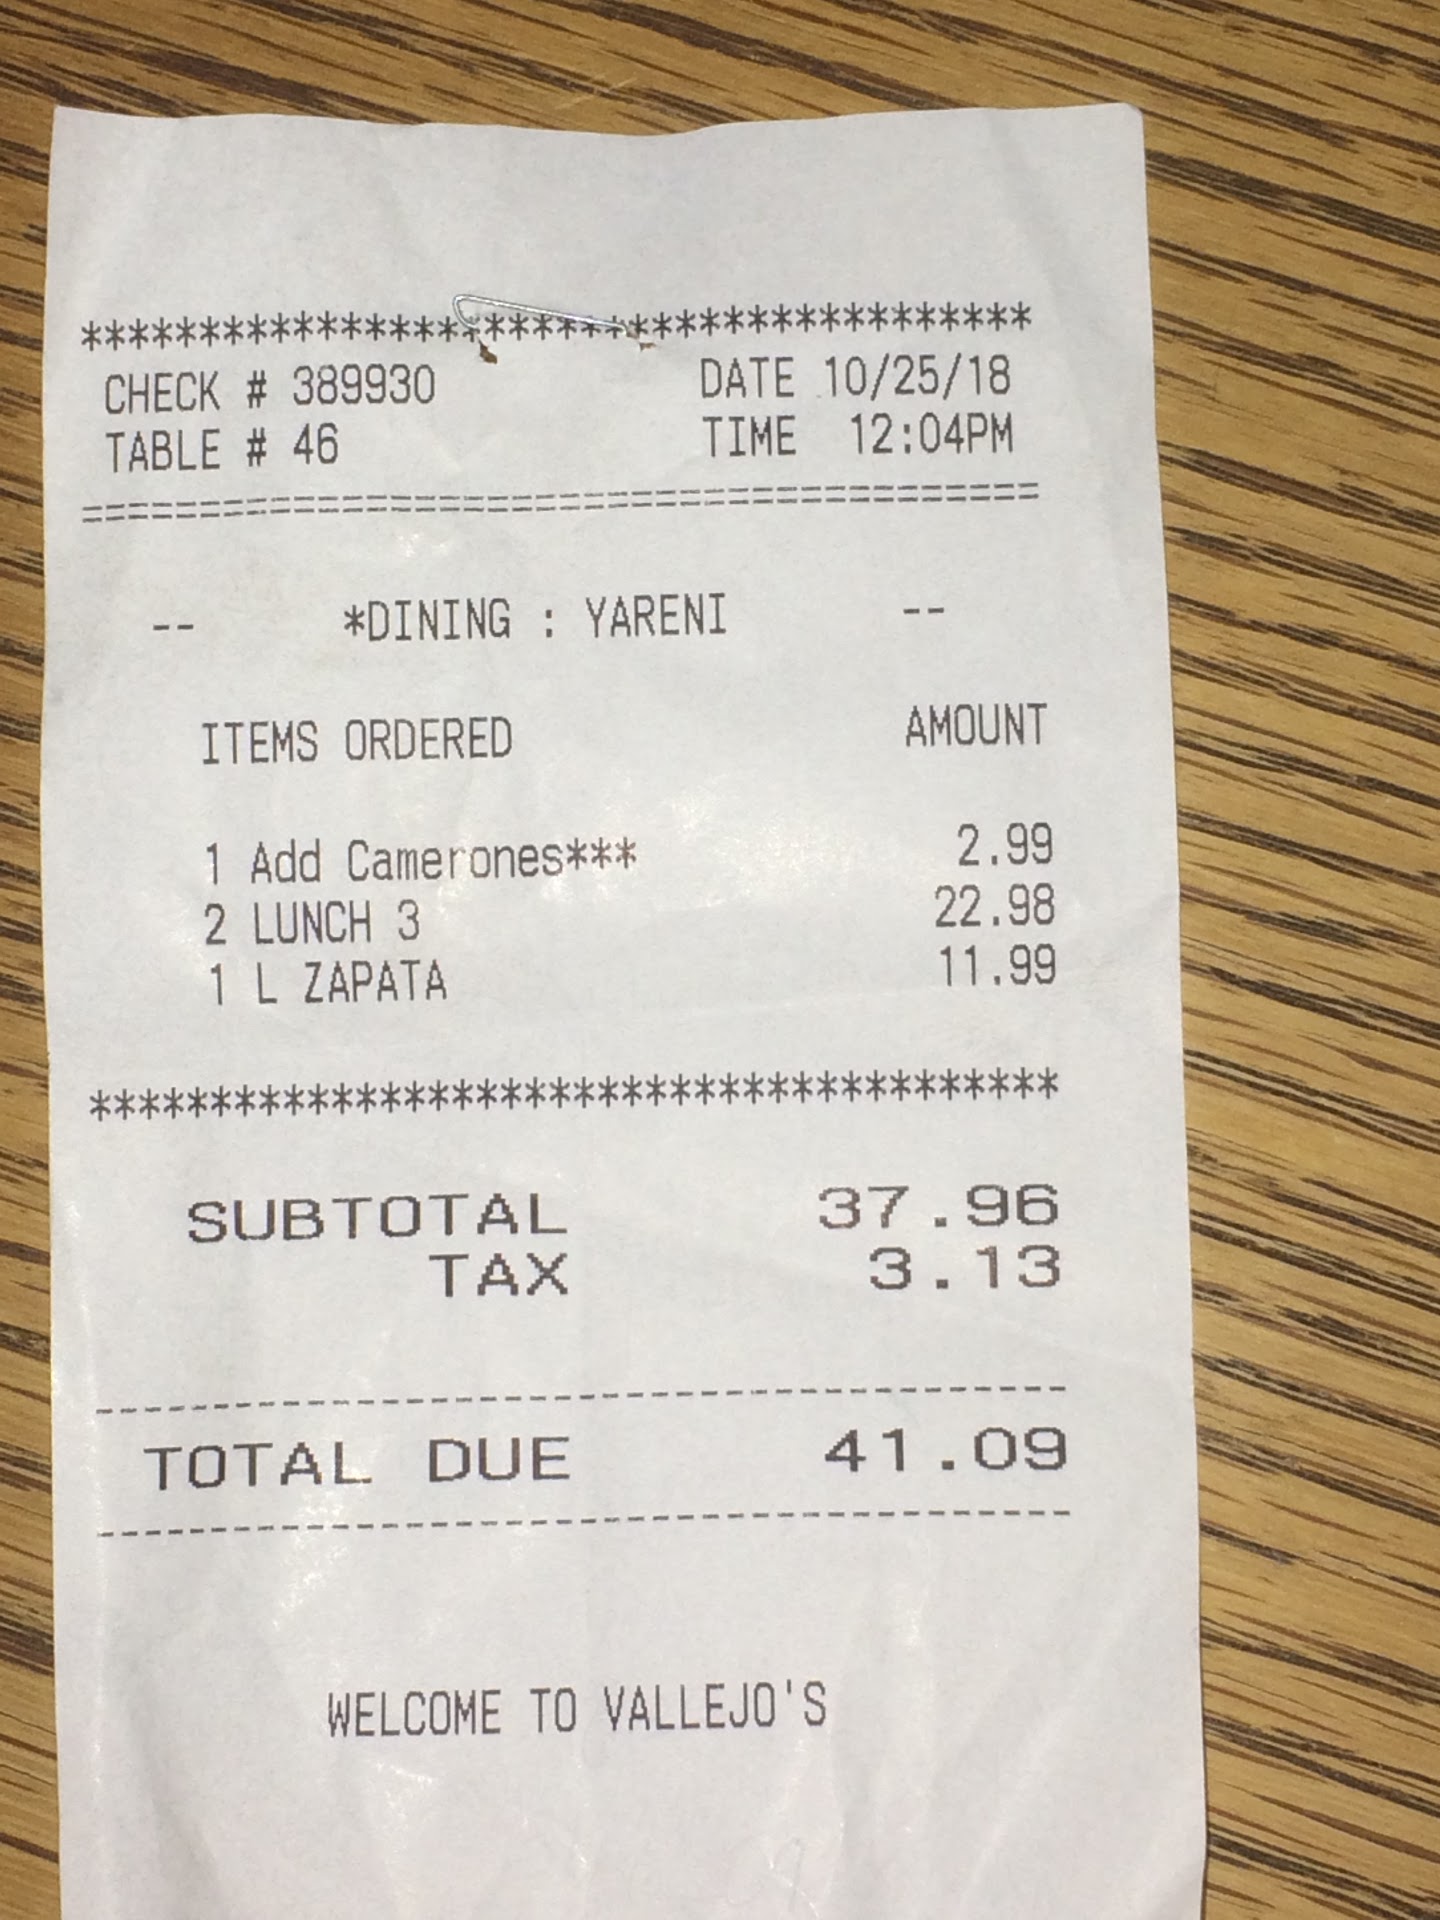 ****************************************
CHECK # 389930 DATE 10/25/18
TABLE # 46 TIME 12:04PM
========================================
-- *DINING : YARENI --
ITEMS ORDERED AMOUNT
1 Add Camerones*** 2.99
2 LUNCH 3 22.98
1 L ZAPATA 11.99
****************************************
SUBTOTAL 37.96
TAX 3.13
----------------------------------------
TOTAL DUE 41.09
----------------------------------------
WELCOME TO VALLEJO'S